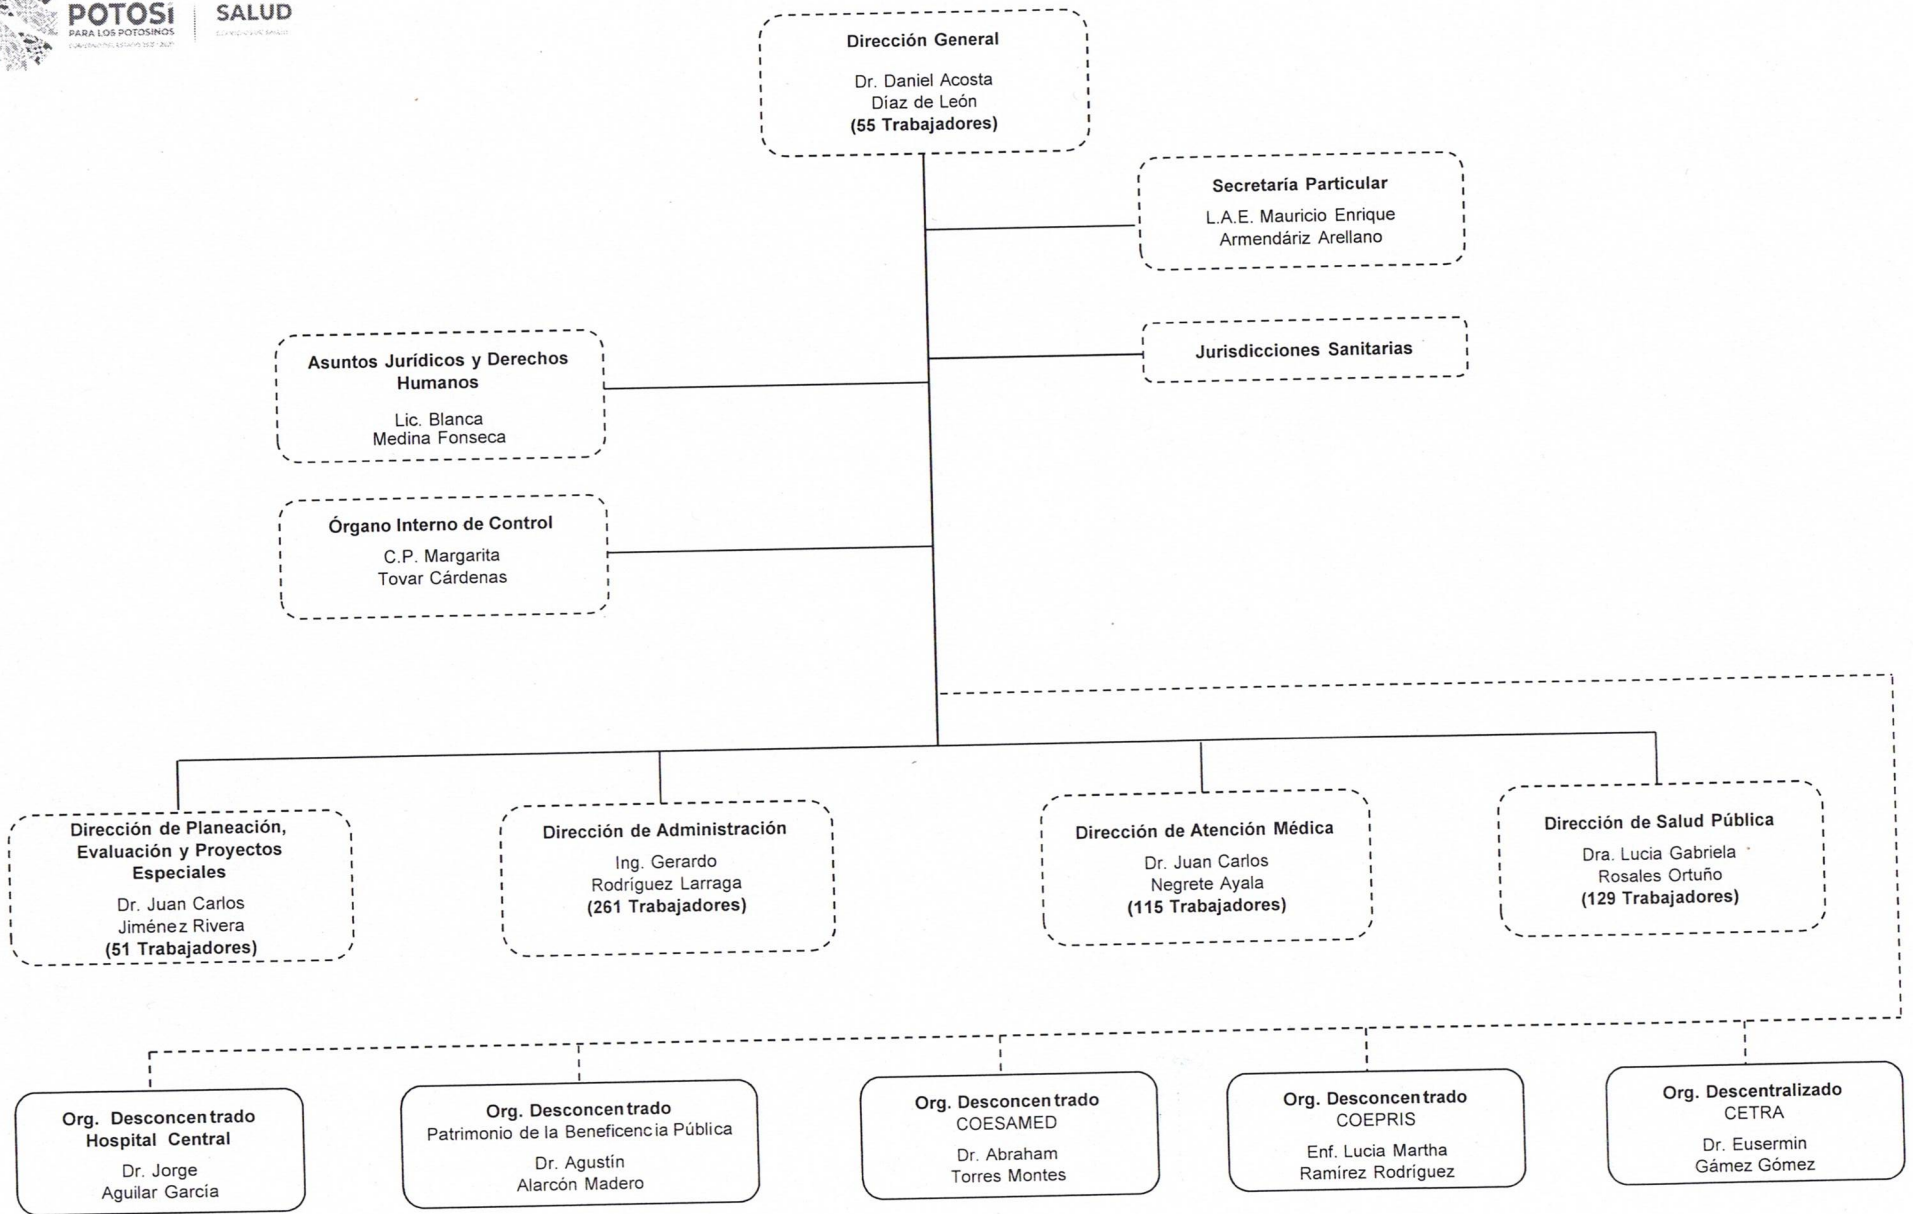 POTOSÍ
PARA LOS POTOSINOS
SALUD
Dirección General
Dr. Daniel Acosta
Díaz de León
(55 Trabajadores)
Secretaría Particular
L.A.E. Mauricio Enrique
Armendáriz Arellano
Jurisdicciones Sanitarias
Asuntos Jurídicos y Derechos
Humanos
Lic. Blanca
Medina Fonseca
Órgano Interno de Control
C.P. Margarita
Tovar Cárdenas
Dirección de Planeación,
Evaluación y Proyectos
Especiales
Dr. Juan Carlos
Jiménez Rivera
(51 Trabajadores)
Dirección de Administración
Ing. Gerardo
Rodríguez Larraga
(261 Trabajadores)
Dirección de Atención Médica
Dr. Juan Carlos
Negrete Ayala
(115 Trabajadores)
Dirección de Salud Pública
Dra. Lucia Gabriela
Rosales Ortuño
(129 Trabajadores)
Org. Desconcentrado
Hospital Central
Dr. Jorge
Aguilar García
Org. Desconcentrado
Patrimonio de la Beneficencia Pública
Dr. Agustín
Alarcón Madero
Org. Desconcentrado
COESAMED
Dr. Abraham
Torres Montes
Org. Desconcentrado
COEPRIS
Enf. Lucia Martha
Ramírez Rodríguez
Org. Descentralizado
CETRA
Dr. Eusermin
Gámez Gómez